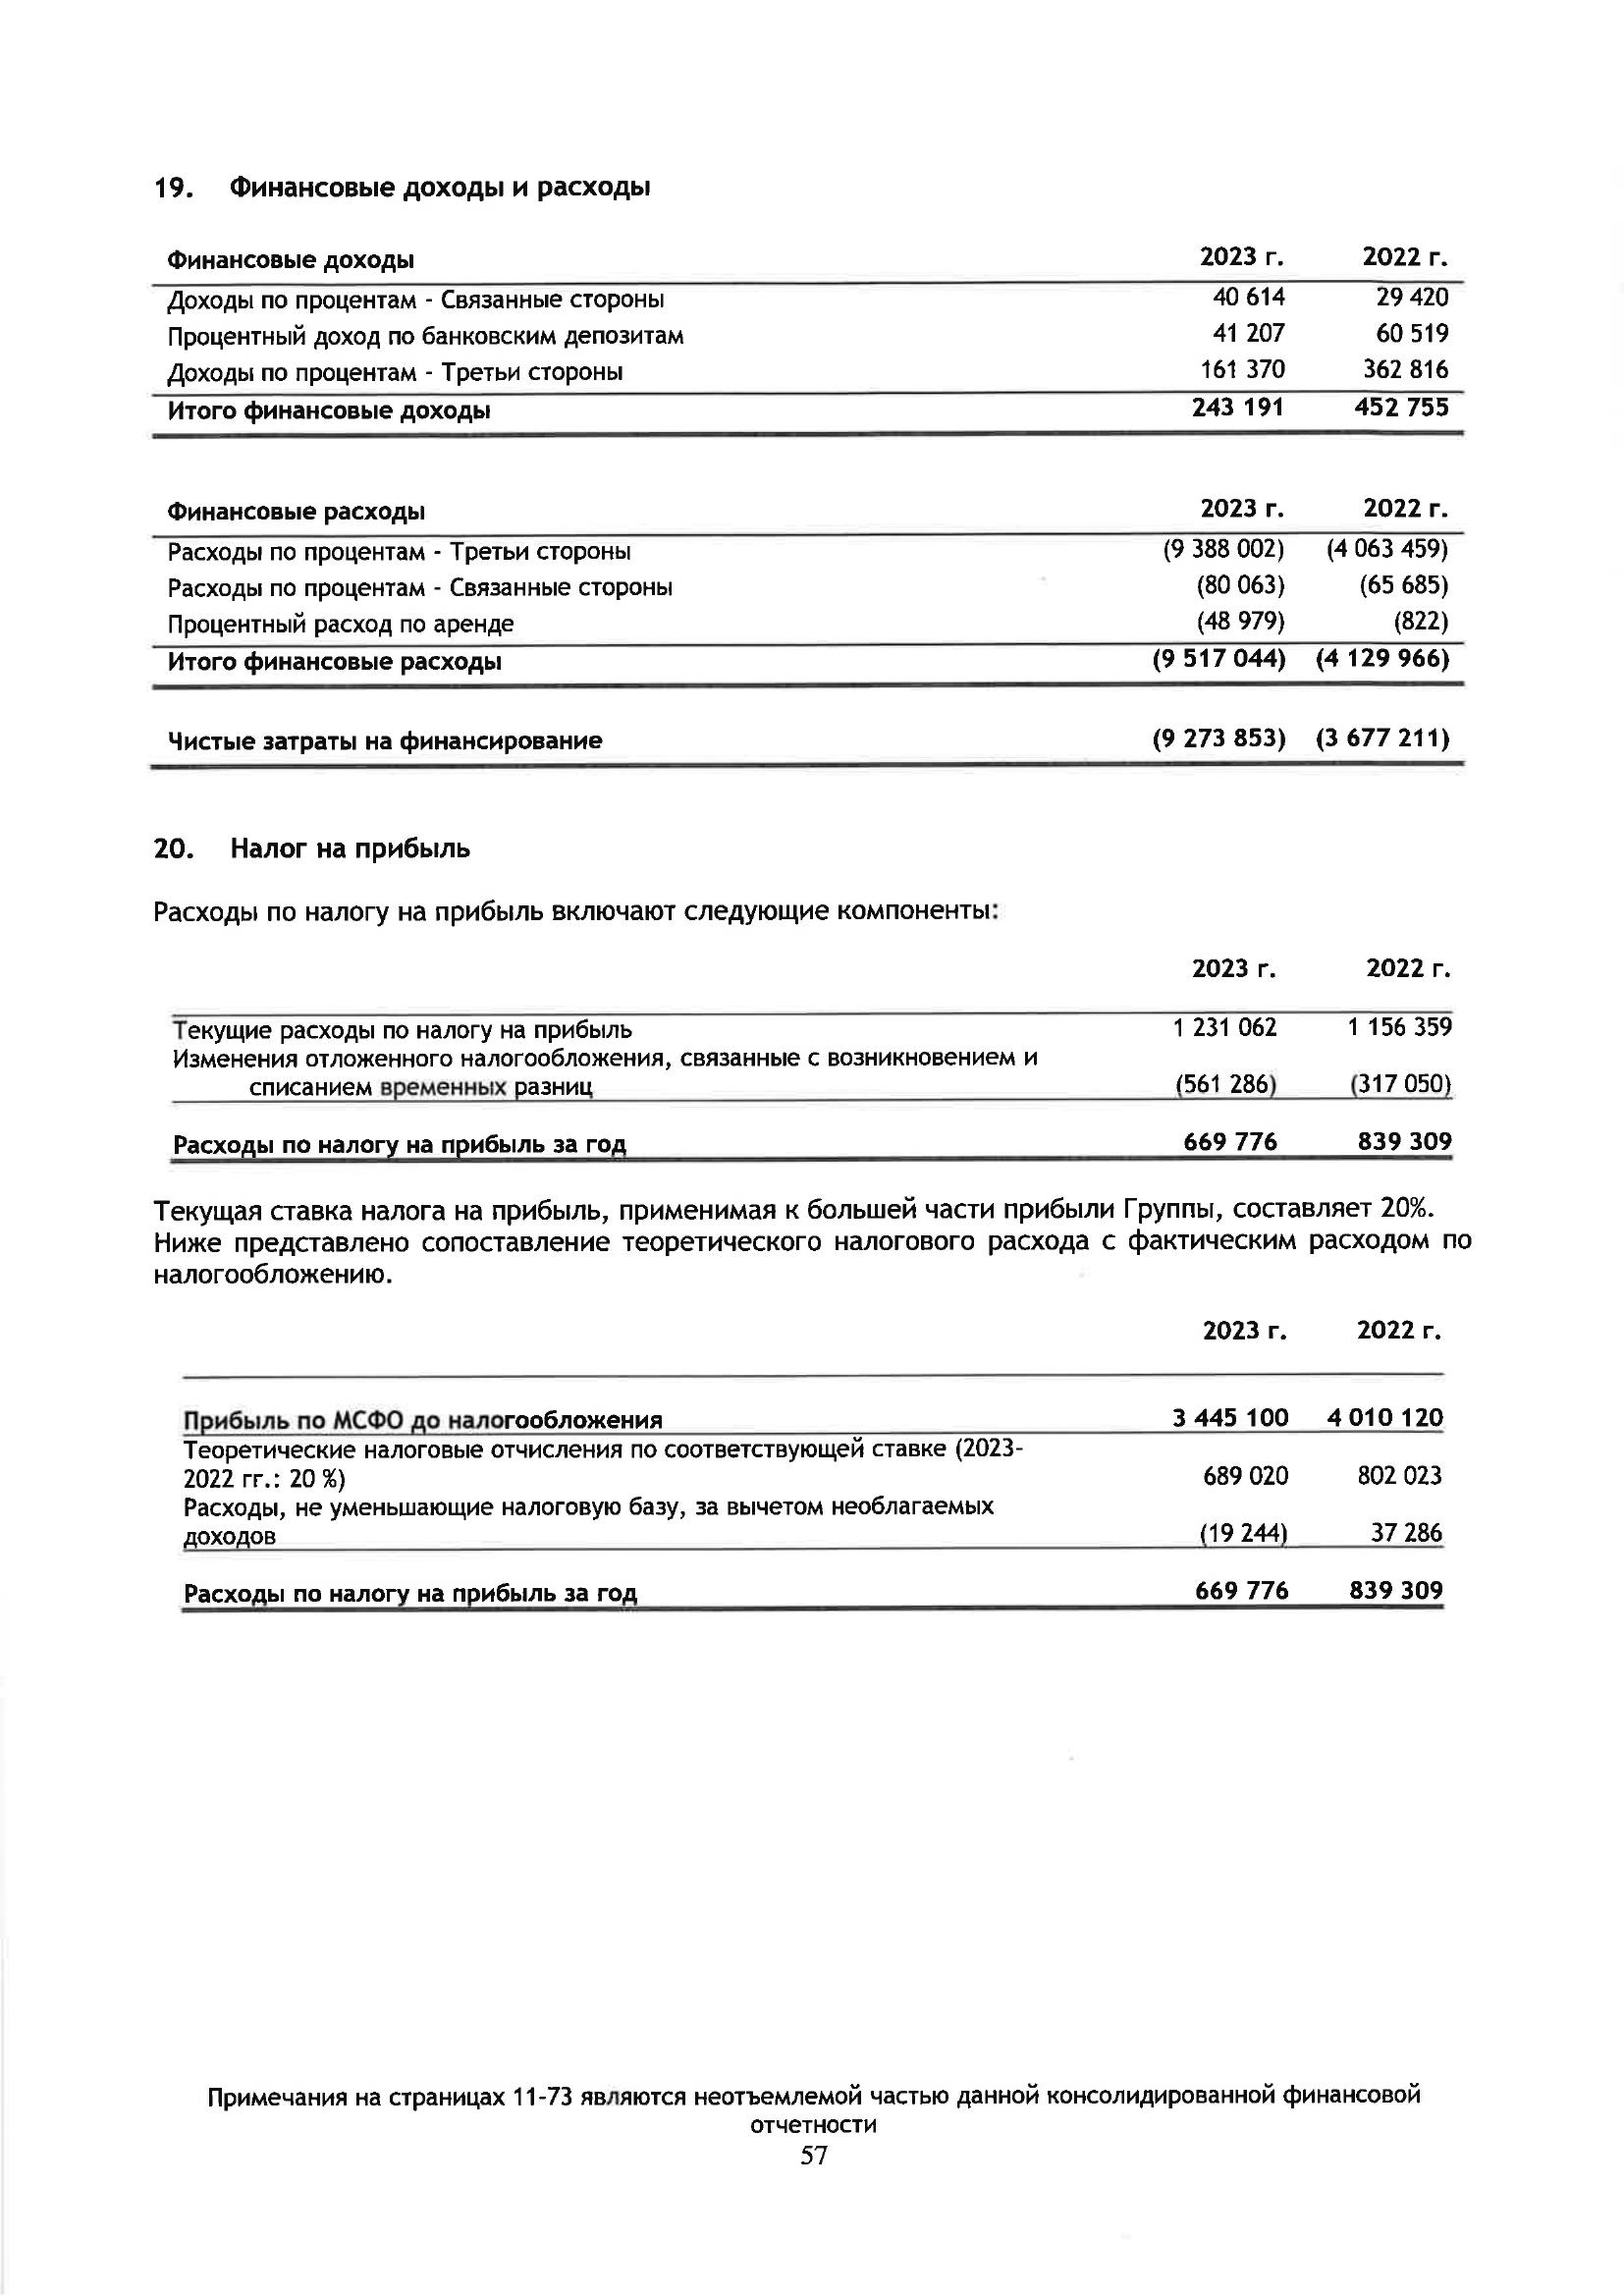 19. Финансовые доходы и расходы
Финансовые доходы 2023 г. 2022 г.
Доходы по процентам - Связанные стороны 40 614 29 420
Процентный доход по банковским депозитам 41 207 60 519
Доходы по процентам - Третьи стороны 161 370 362 816
Итого финансовые доходы 243 191 452 755
Финансовые расходы 2023 г. 2022 г.
Расходы по процентам - Третьи стороны (9 388 002) (4 063 459)
Расходы по процентам - Связанные стороны (80 063) (65 685)
Процентный расход по аренде (48 979) (822)
Итого финансовые расходы (9 517 044) (4 129 966)
Чистые затраты на финансирование (9 273 853) (3 677 211)
20. Налог на прибыль
Расходы по налогу на прибыль включают следующие компоненты:
2023 г. 2022 г.
Текущие расходы по налогу на прибыль 1 231 062 1 156 359
Изменения отложенного налогообложения, связанные с возникновением и
списанием временных разниц (561 286) (317 050)
Расходы по налогу на прибыль за год 669 776 839 309
Текущая ставка налога на прибыль, применимая к большей части прибыли Группы, составляет 20%.
Ниже представлено сопоставление теоретического налогового расхода с фактическим расходом по
налогообложению.
2023 г. 2022 г.
Прибыль по МСФО до налогообложения 3 445 100 4 010 120
Теоретические налоговые отчисления по соответствующей ставке (2023-
2022 гг.: 20 %) 689 020 802 023
Расходы, не уменьшающие налоговую базу, за вычетом необлагаемых
доходов (19 244) 37 286
Расходы по налогу на прибыль за год 669 776 839 309
Примечания на страницах 11-73 являются неотъемлемой частью данной консолидированной финансовой
отчетности
57